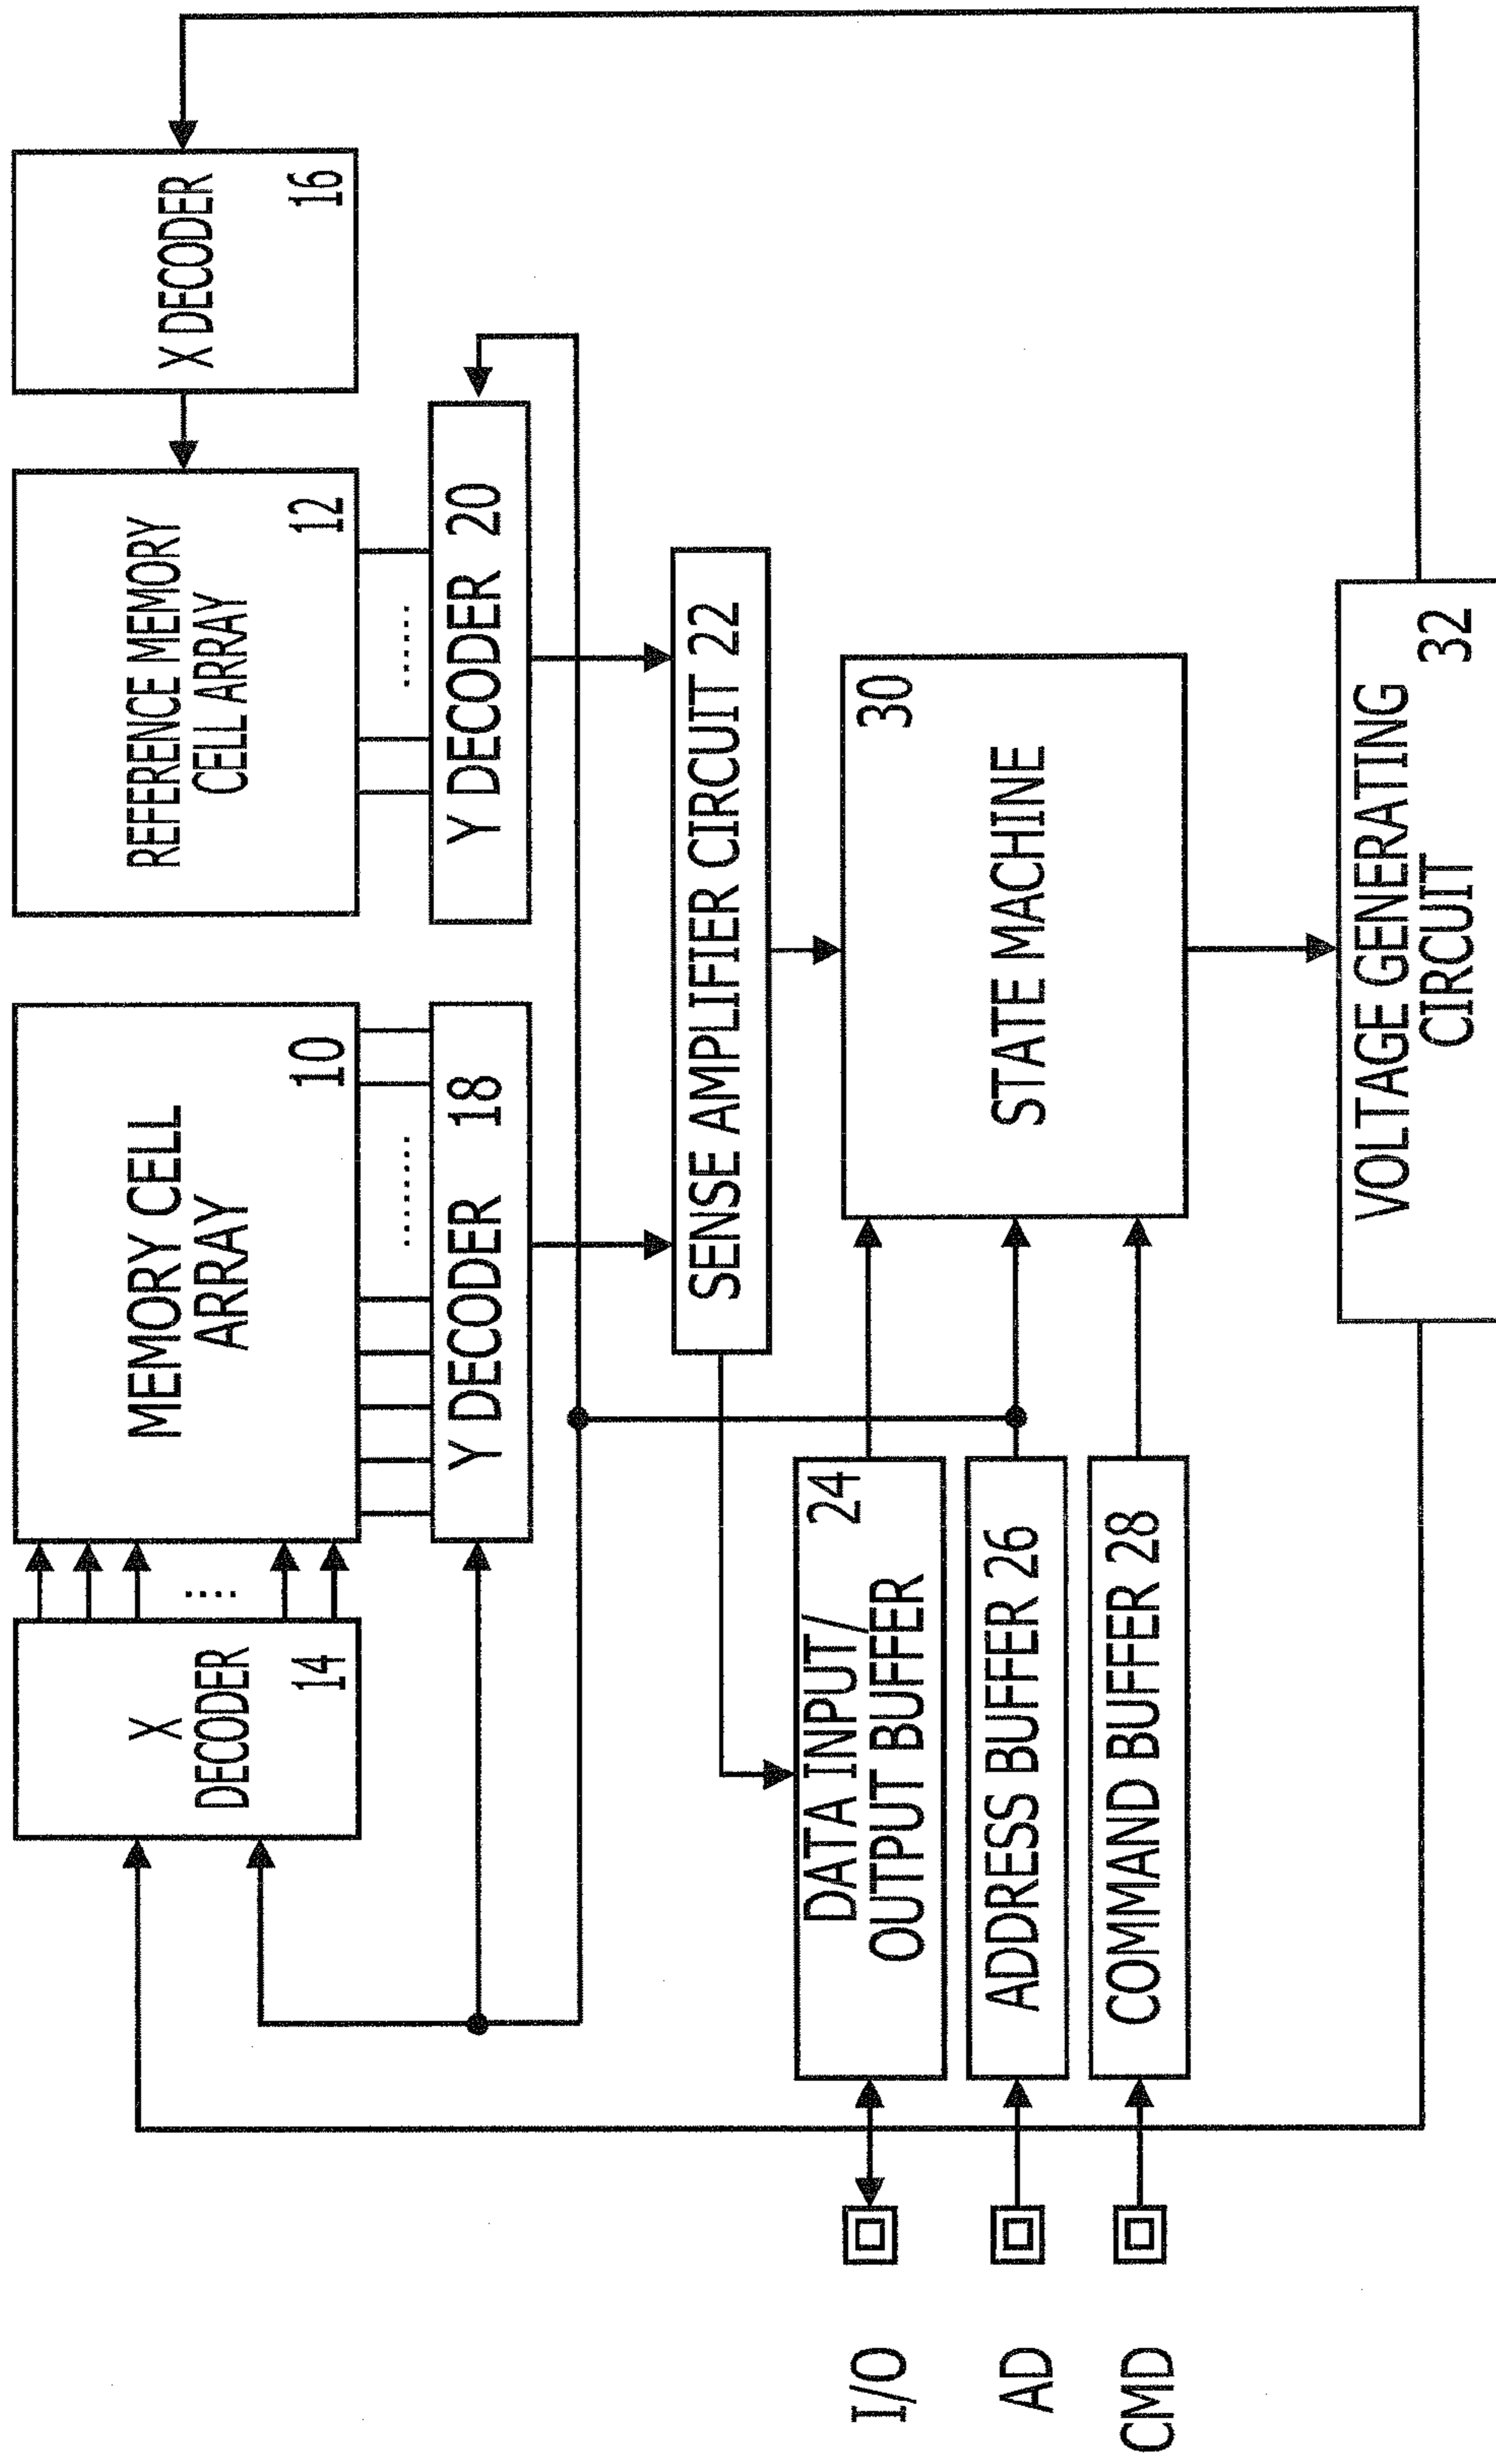 X
DECODER
14
MEMORY CELL
ARRAY
10
REFERENCE MEMORY
CELL ARRAY
12
X DECODER
16
Y DECODER 18
Y DECODER 20
SENSE AMPLIFIER CIRCUIT 22
I/O
DATA INPUT/
OUTPUT BUFFER
24
AD
ADDRESS BUFFER 26
CMD
COMMAND BUFFER 28
30
STATE MACHINE
VOLTAGE GENERATING
CIRCUIT
32